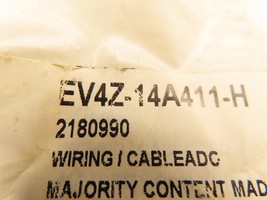 EV4Z-14A411-H
2180990
WIRING / CABLEADO
MAJORITY CONTENT MAD